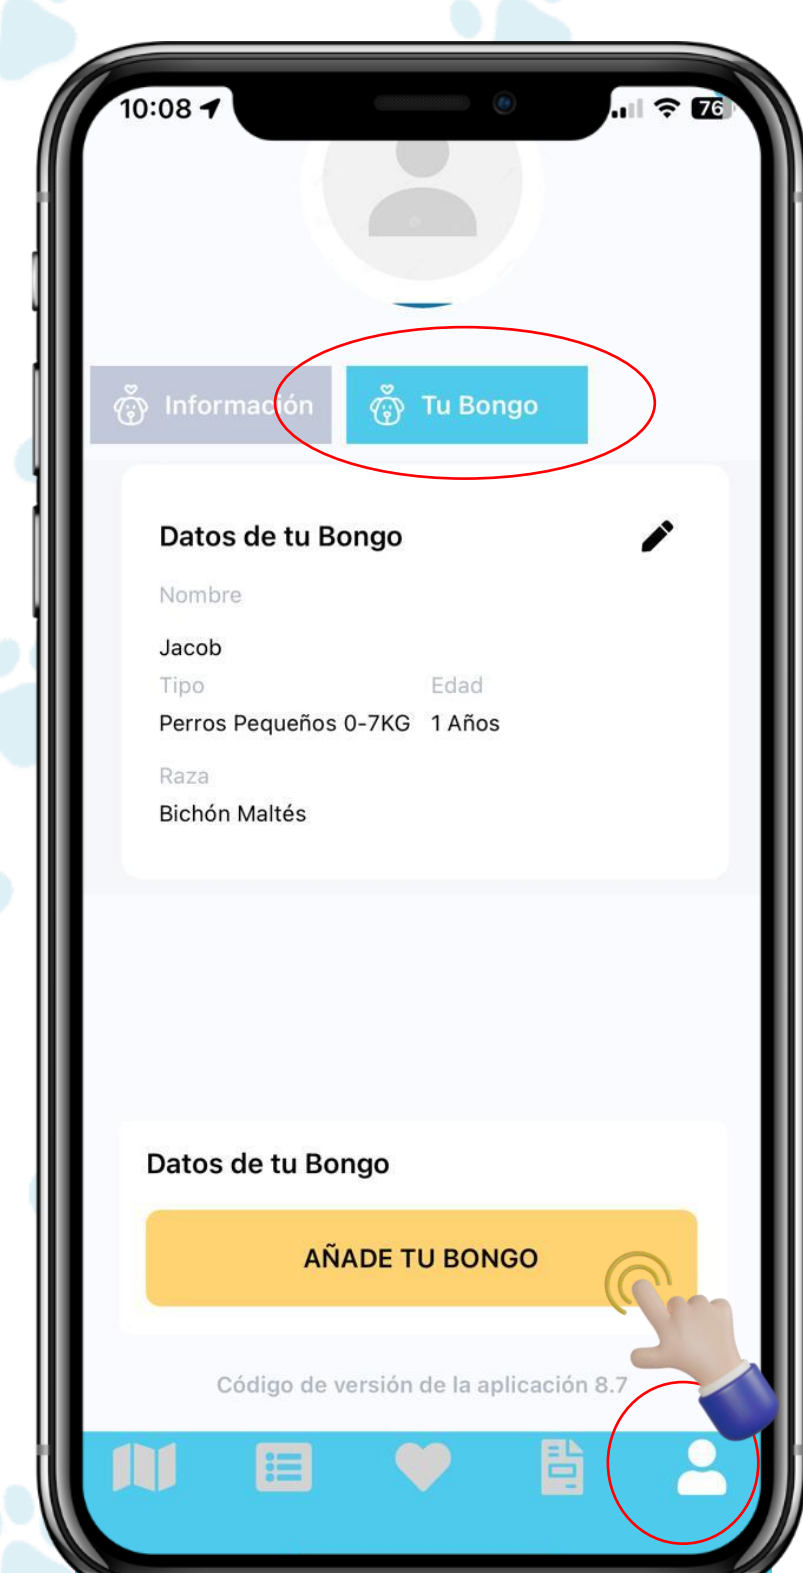 10:08
76
Información
Tu Bongo
Datos de tu Bongo
Nombre
Jacob
Tipo
Edad
Perros Pequeños 0-7KG
1 Años
Raza
Bichón Maltés
Datos de tu Bongo
AÑADE TU BONGO
Código de versión de la aplicación 8.7